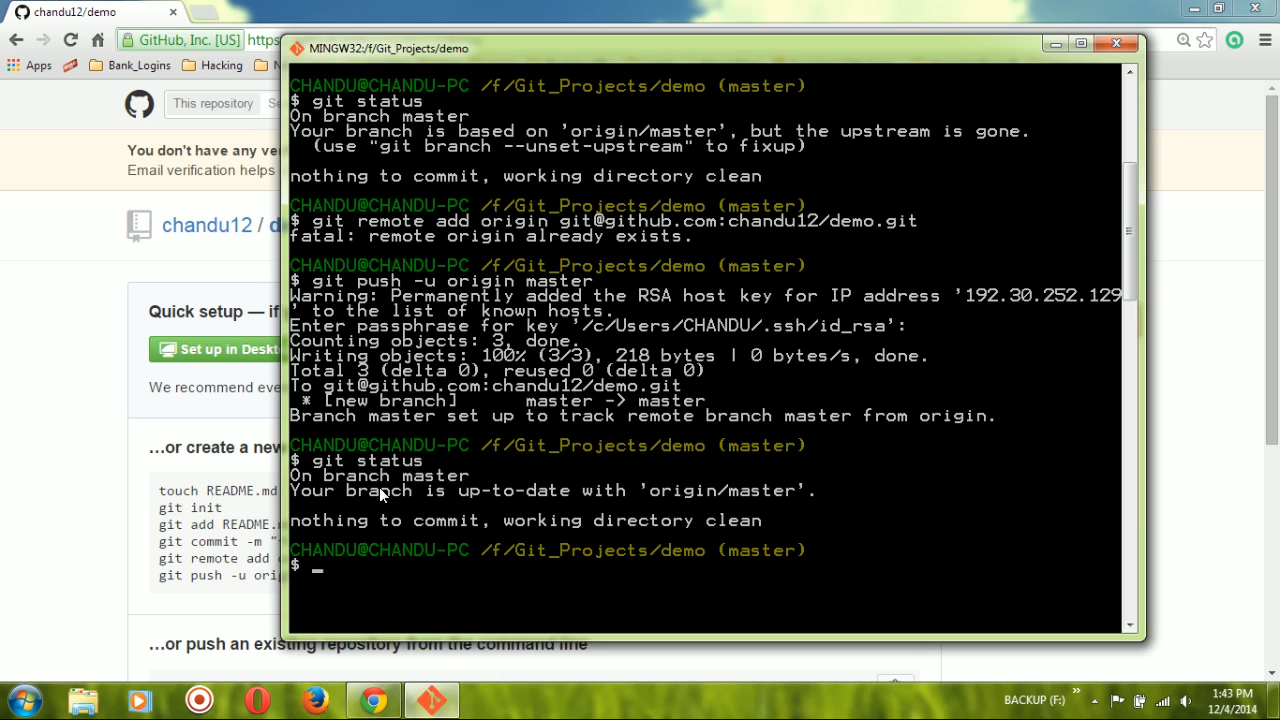 chandu12/demo
GitHub, Inc. [US]
https
Apps
Bank_Logins
Hacking
This repository
You don't have any
Email verification helps
chandu12 /
Quick setup — if
Set up in
We recommend
…or create a
touch README.md
git init
git add
git commit -m
git remote add
git push -u
…or push an existing repository from the command line
MINGW32:/f/Git_Projects/demo
CHANDU@CHANDU-PC /f/Git_Projects/demo (master)
$ git status
On branch master
Your branch is based on 'origin/master', but the upstream is gone.
(use "git branch --unset-upstream" to fixup)
nothing to commit, working directory clean
CHANDU@CHANDU-PC /f/Git_Projects/demo (master)
$ git remote add origin git@github.com:chandu12/demo.git
fatal: remote origin already exists.
CHANDU@CHANDU-PC /f/Git_Projects/demo (master)
$ git push -u origin master
Warning: Permanently added the RSA host key for IP address '192.30.252.129
' to the list of known hosts.
Enter passphrase for key '/c/Users/CHANDU/.ssh/id_rsa':
Counting objects: 3, done.
Writing objects: 100% (3/3), 218 bytes | 0 bytes/s, done.
Total 3 (delta 0), reused 0 (delta 0)
To git@github.com:chandu12/demo.git
* [new branch]      master -> master
Branch master set up to track remote branch master from origin.
CHANDU@CHANDU-PC /f/Git_Projects/demo (master)
$ git status
On branch master
Your branch is up-to-date with 'origin/master'.
nothing to commit, working directory clean
CHANDU@CHANDU-PC /f/Git_Projects/demo (master)
$ _
BACKUP (F:)
1:43 PM
12/4/2014